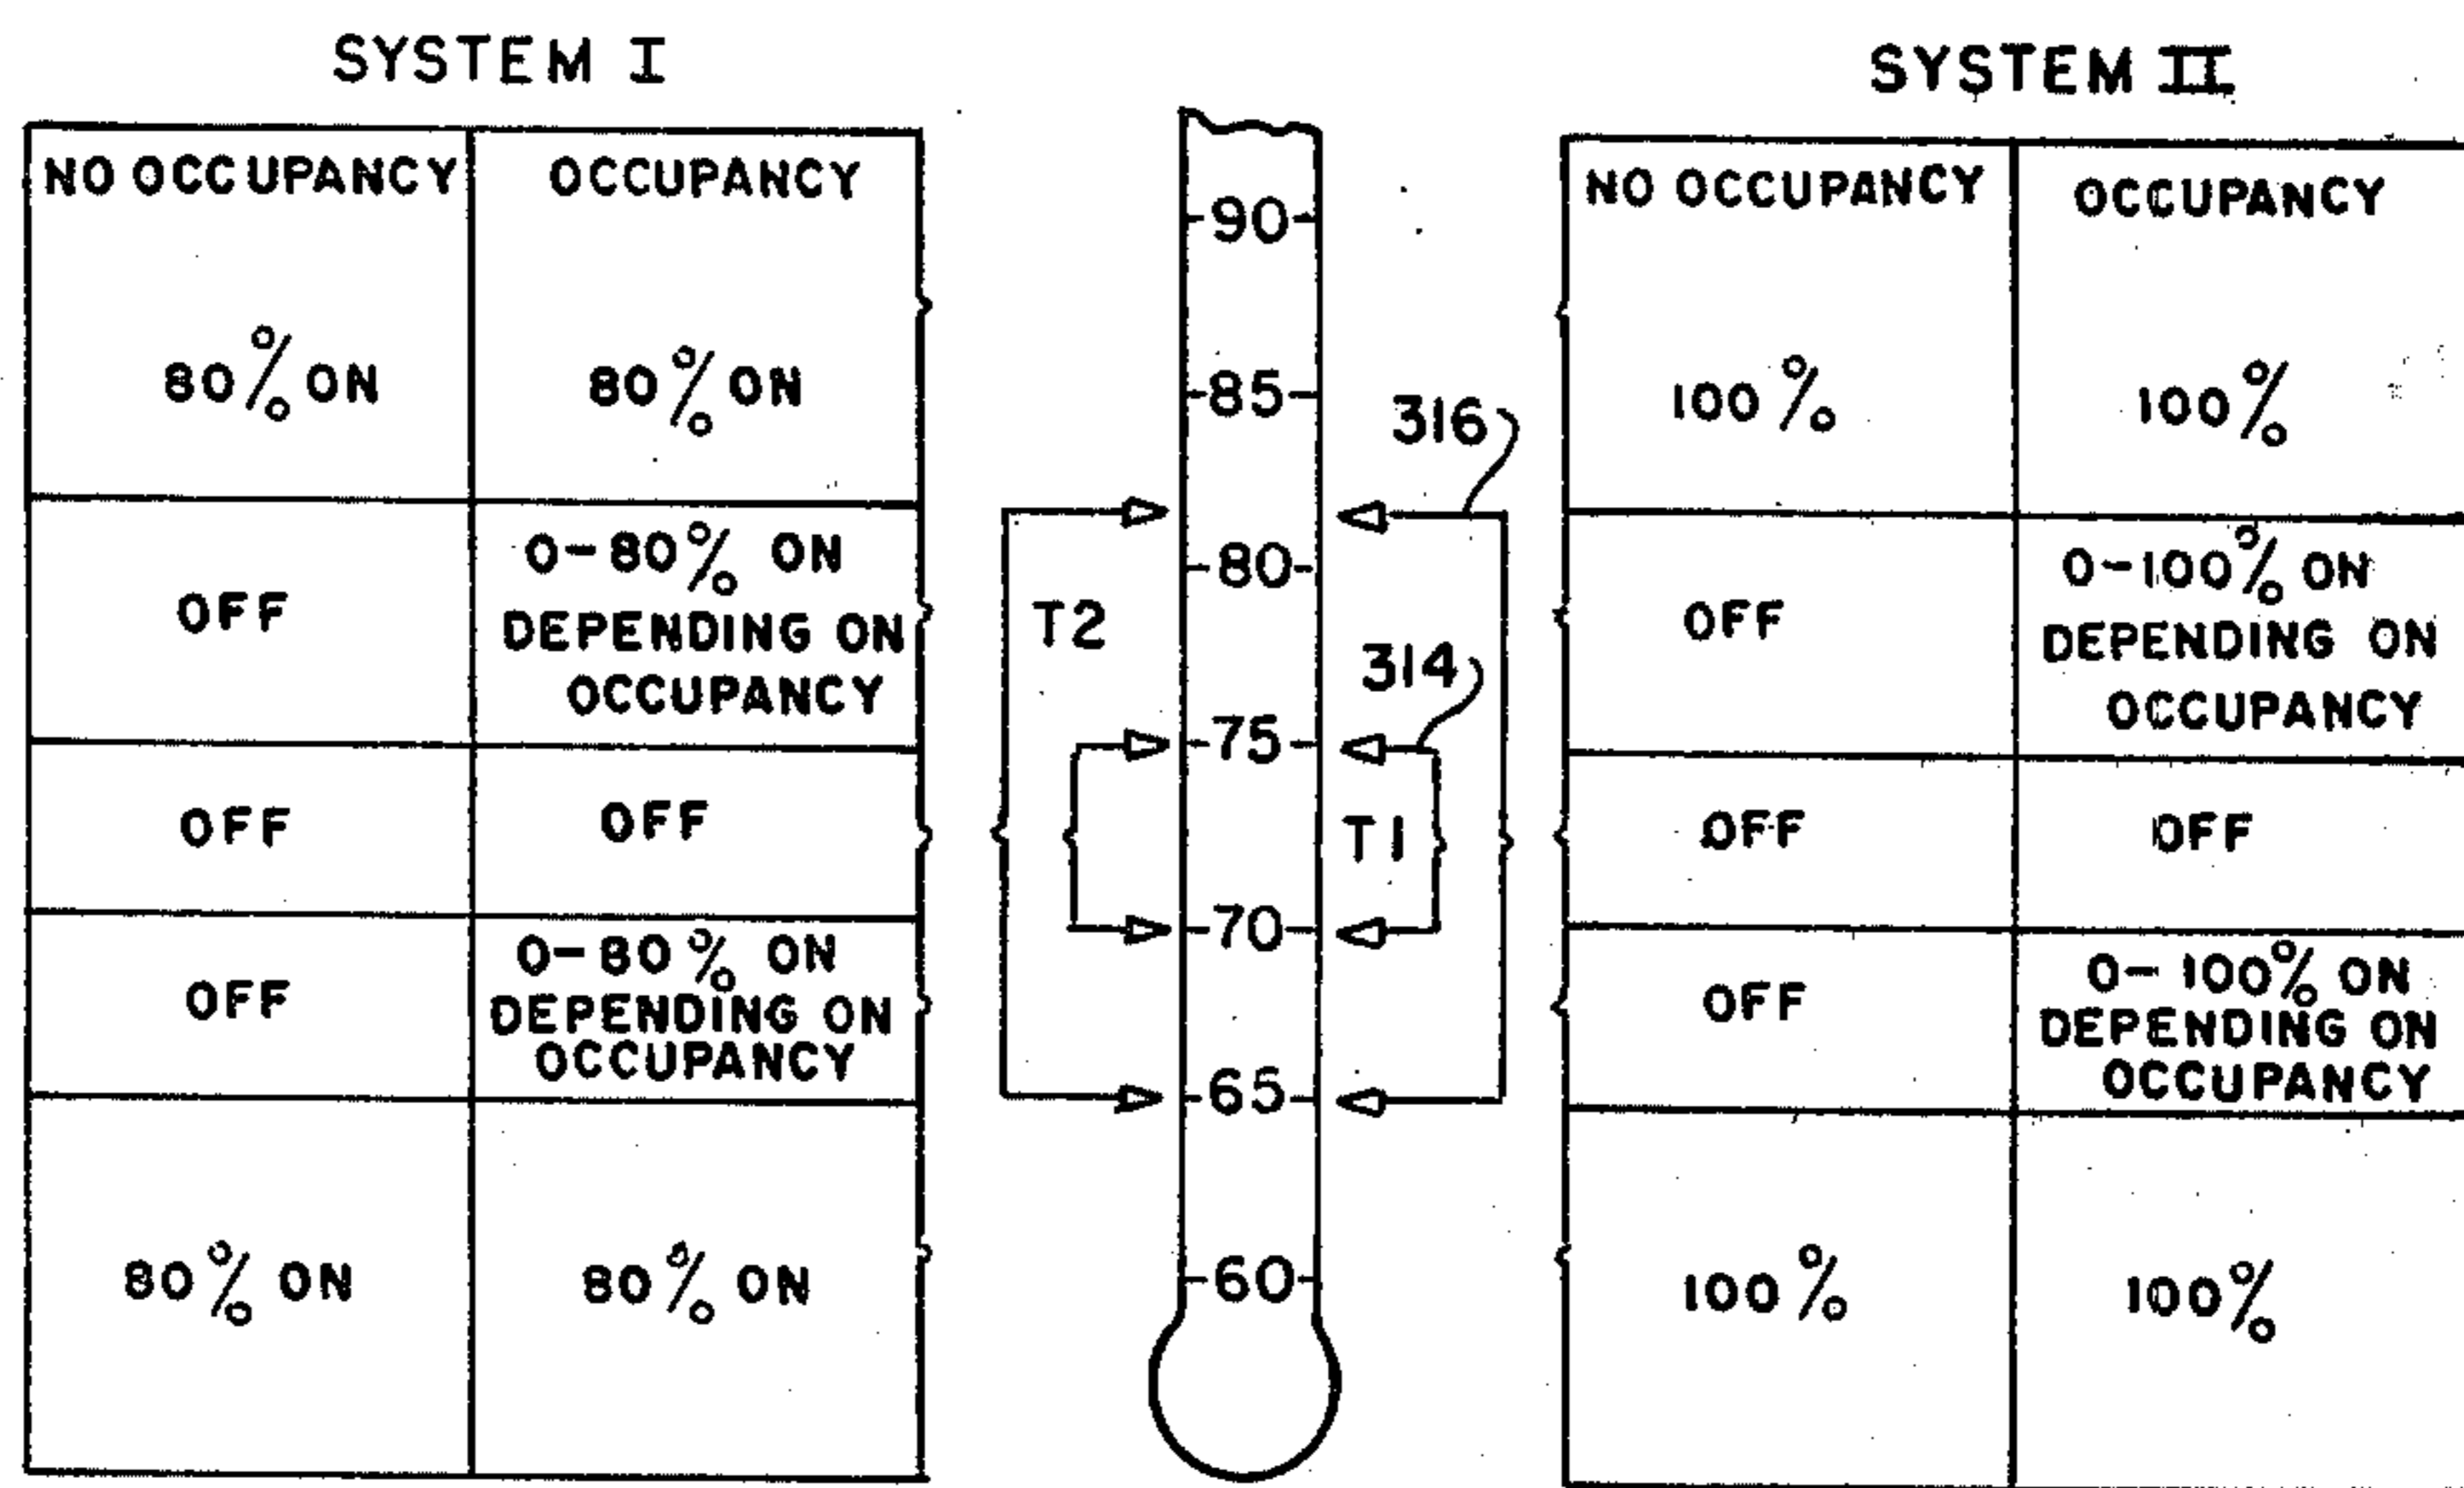 SYSTEM I
NO OCCUPANCY
OCCUPANCY
80% ON
80% ON
OFF
0-80% ON
DEPENDING ON
OCCUPANCY
OFF
OFF
OFF
0-80% ON
DEPENDING ON
OCCUPANCY
80% ON
80% ON
90
85
80
75
70
65
60
T2
316
314
T1
SYSTEM II
NO OCCUPANCY
OCCUPANCY
100%
100%
OFF
0-100% ON
DEPENDING ON
OCCUPANCY
OFF
OFF
OFF
0-100% ON
DEPENDING ON
OCCUPANCY
100%
100%